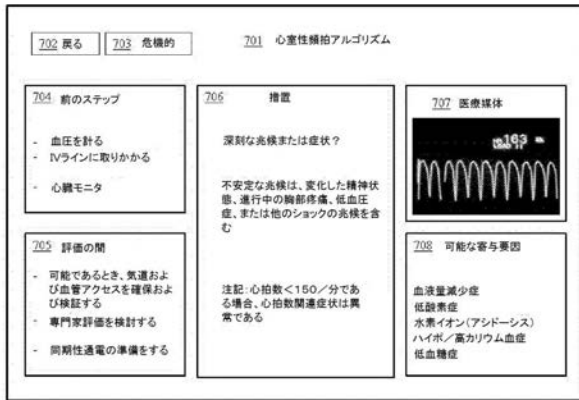 702 戻る
703 危機的
701 心室性頻拍アルゴリズム
704 前のステップ
- 血圧を計る
- IVラインに取りかかる
- 心臓モニタ
705 評価の間
- 可能であるとき、気道およ
び血管アクセスを確保およ
び検証する
- 専門家評価を検討する
- 同期性通電の準備をする
706 措置
深刻な兆候または症状?
不安定な兆候は、変化した精神状
態、進行中の胸部疼痛、低血圧
症、または他のショックの兆候を含
む
注記:心拍数<150/分であ
る場合、心拍数関連症状は異
常である
707 医療媒体
163
708 可能な寄与要因
血液量減少症
低酸素症
水素イオン(アシドーシス)
ハイポ/高カリウム血症
低血糖症